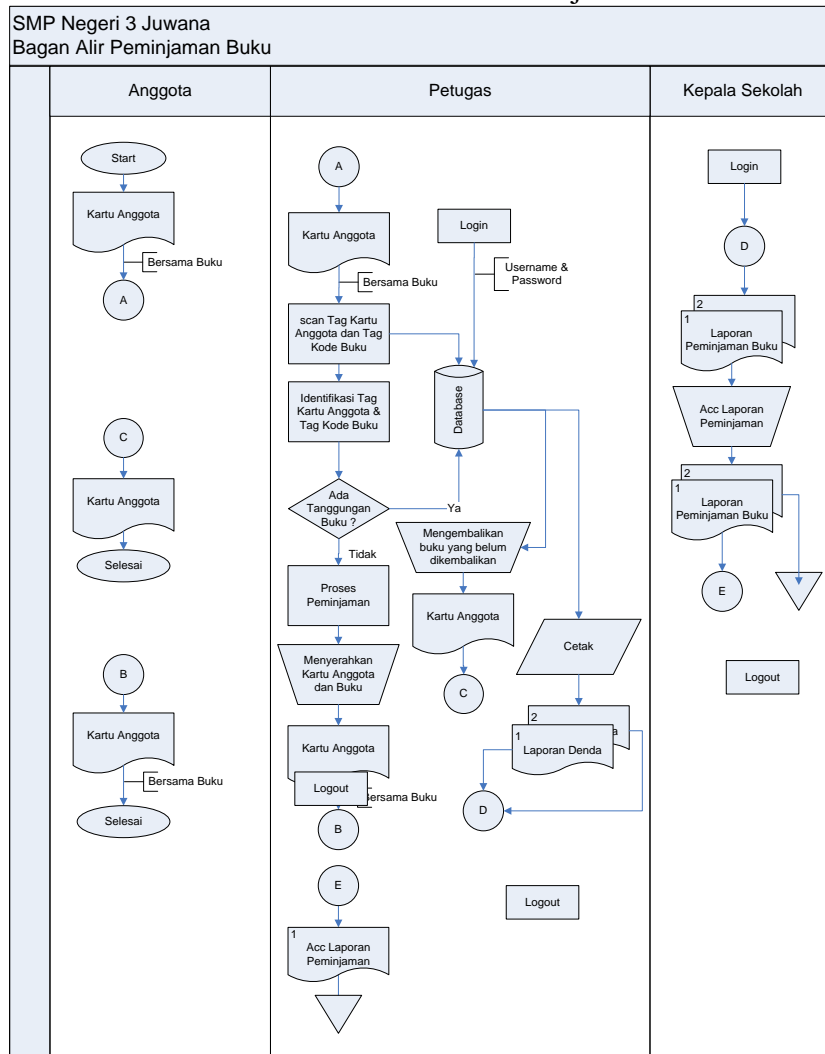 SMP Negeri 3 Juwana
Bagan Alir Peminjaman Buku
Anggota
Petugas
Kepala Sekolah
Start
Kartu Anggota
Bersama Buku
A
C
Kartu Anggota
Selesai
B
Kartu Anggota
Bersama Buku
Selesai
A
Kartu Anggota
Bersama Buku
scan Tag Kartu
Anggota dan Tag
Kode Buku
Identifikasi Tag
Kartu Anggota &
Tag Kode Buku
Ada
Tanggungan
Buku ?
Ya
Tidak
Proses
Peminjaman
Menyerahkan
Kartu Anggota
dan Buku
Kartu Anggota
Logout
Bersama Buku
B
E
1
Acc Laporan
Peminjaman
Login
Username &
Password
Database
Mengembalikan
buku yang belum
dikembalikan
Kartu Anggota
C
Cetak
2
a
1
Laporan Denda
D
Logout
Login
D
2
1
Laporan
Peminjaman Buku
Acc Laporan
Peminjaman
2
1
Laporan
Peminjaman Buku
E
Logout